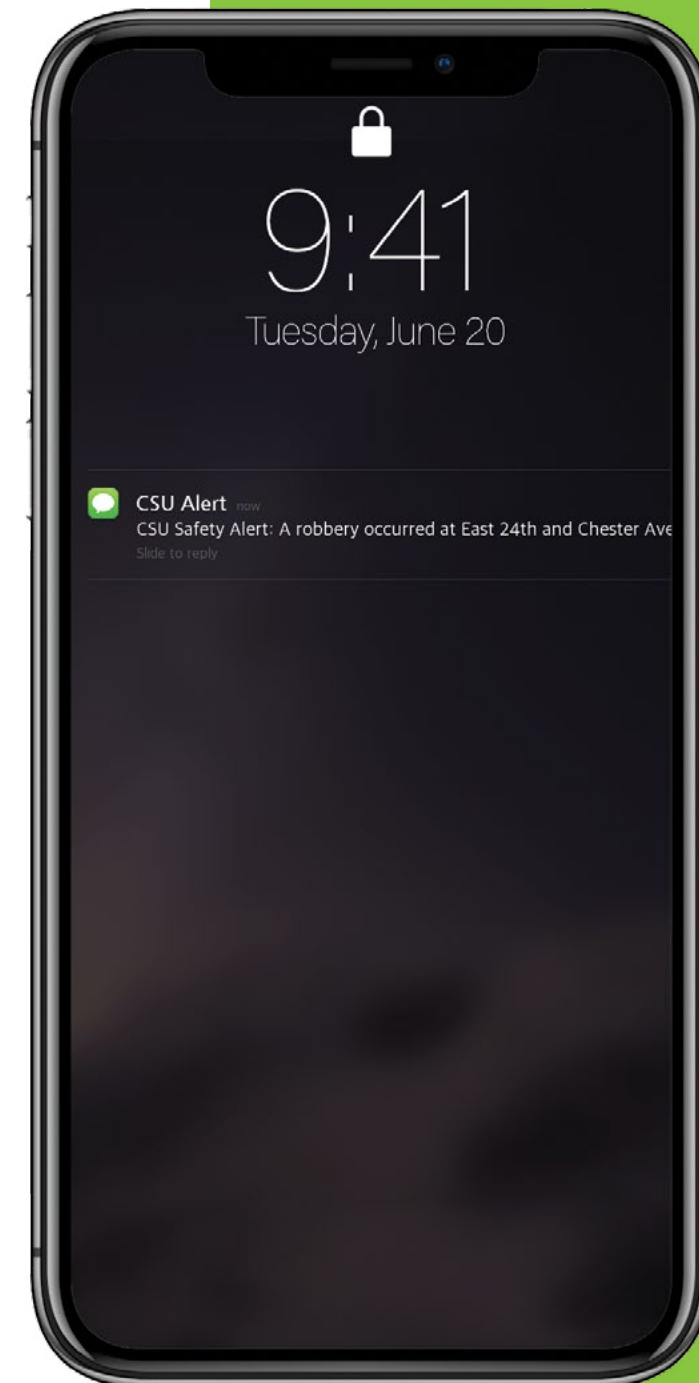 9:41
Tuesday, June 20
CSU Alert now
CSU Safety Alert: A robbery occurred at East 24th and Chester Ave
Slide to reply